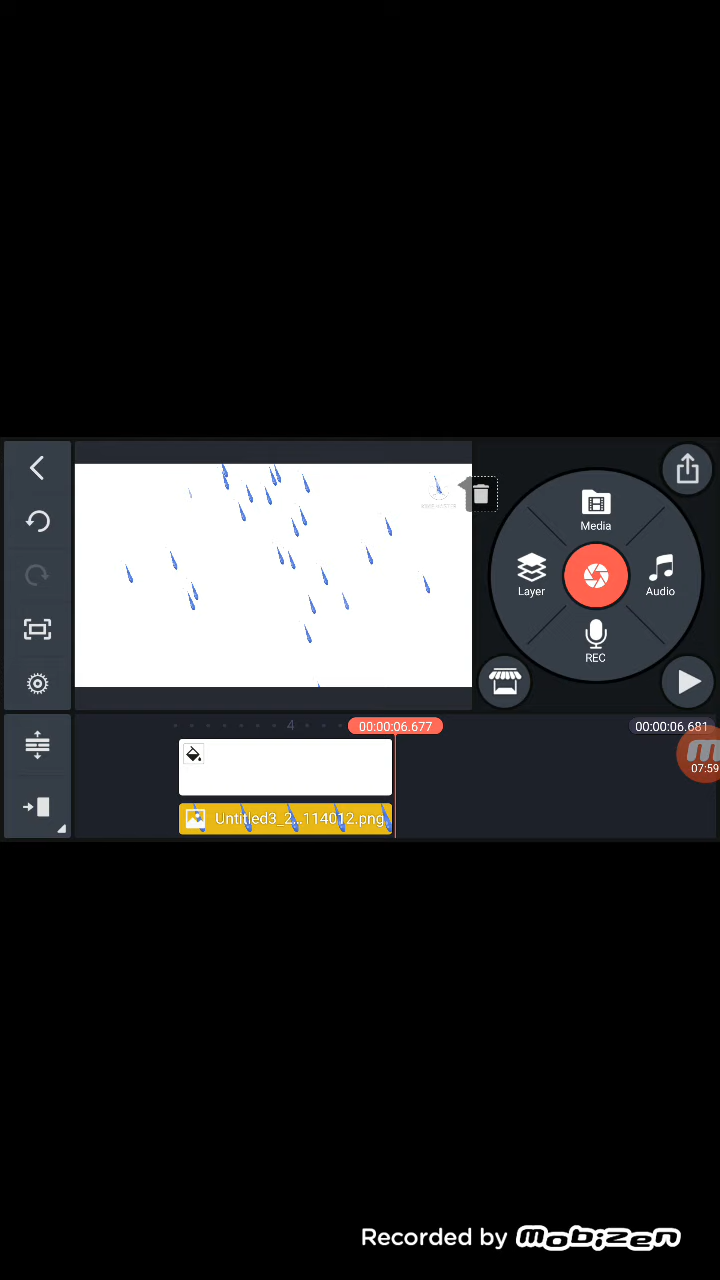 Media
Layer
Audio
REC
4
00:00:06.677
00:00:06.681
07:59
Untitled3_2...114012.png
Recorded by mobizen